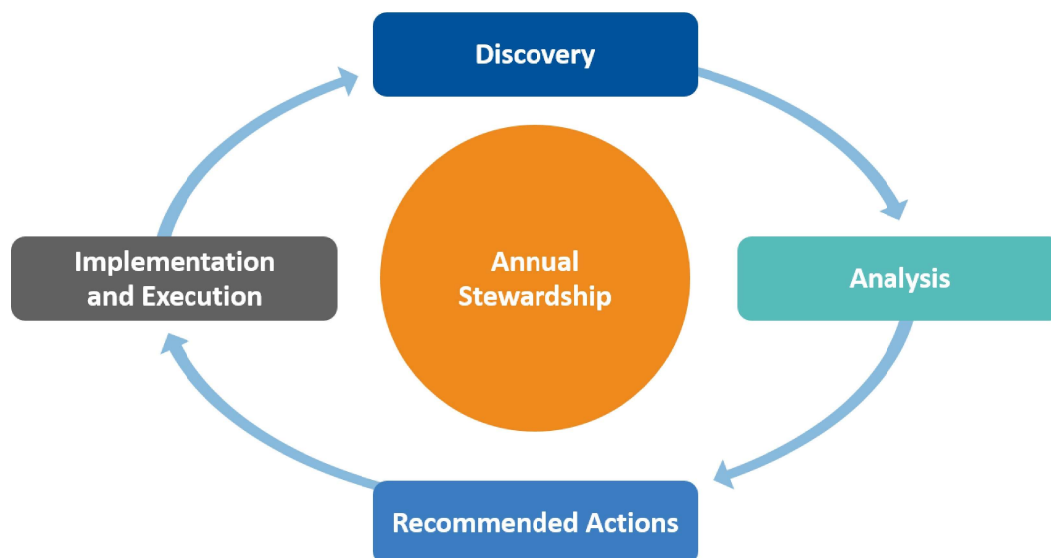 Discovery
Implementation
and Execution
Annual
Stewardship
Analysis
Recommended Actions